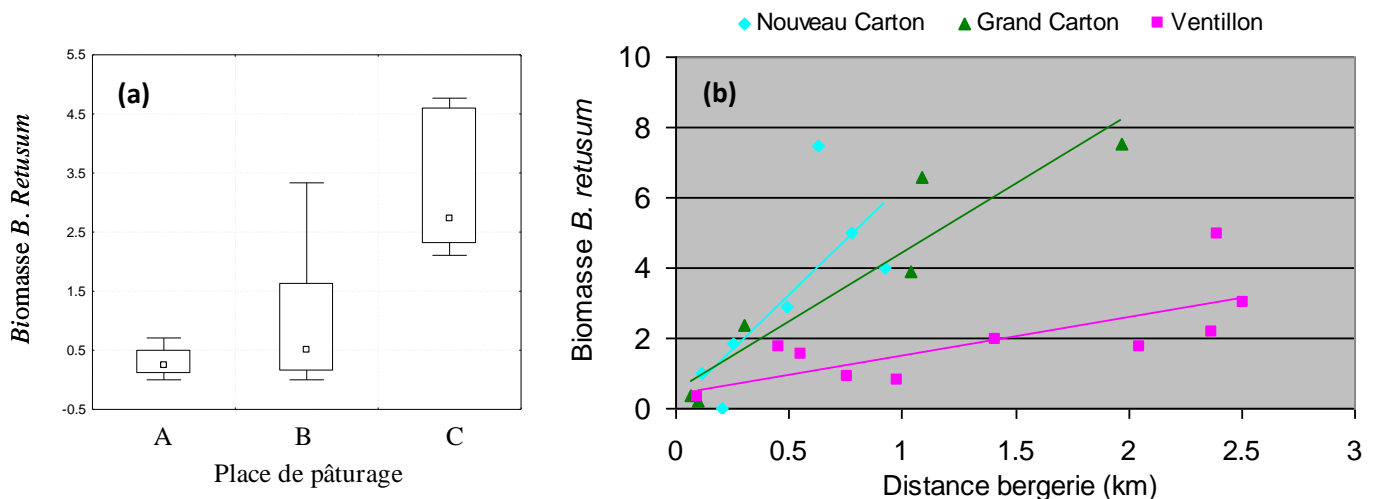 (a)
5.5
4.5
3.5
2.5
1.5
0.5
-0.5
Biomasse B. Retusum
A B C
Place de pâturage
Nouveau Carton Grand Carton Ventillon
(b)
10
8
6
4
2
0
Biomasse B. retusum
0 0.5 1 1.5 2 2.5 3
Distance bergerie (km)